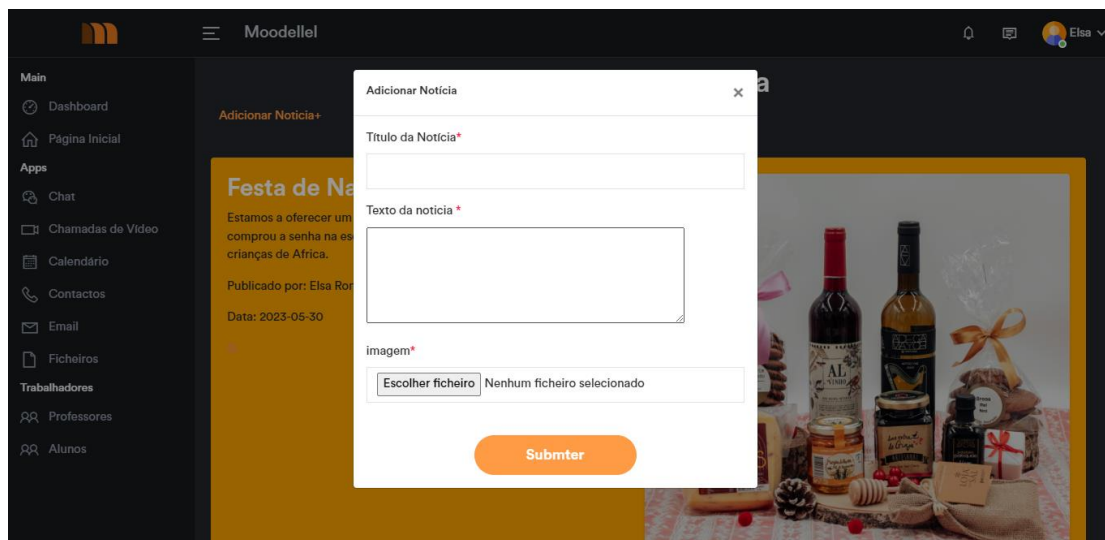 Moodellel
Elsa
Main
Dashboard
Página Inicial
Apps
Chat
Chamadas de Vídeo
Calendário
Contactos
Email
Ficheiros
Trabalhadores
Professores
Alunos
a
Adicionar Noticia+
Festa de Na
Estamos a oferecer um
comprou a senha na es
crianças de Africa.
Publicado por: Elsa Ror
Data: 2023-05-30
Adicionar Notícia
×
Título da Notícia*
Texto da noticia *
imagem*
Escolher ficheiro Nenhum ficheiro selecionado
Submter
AL